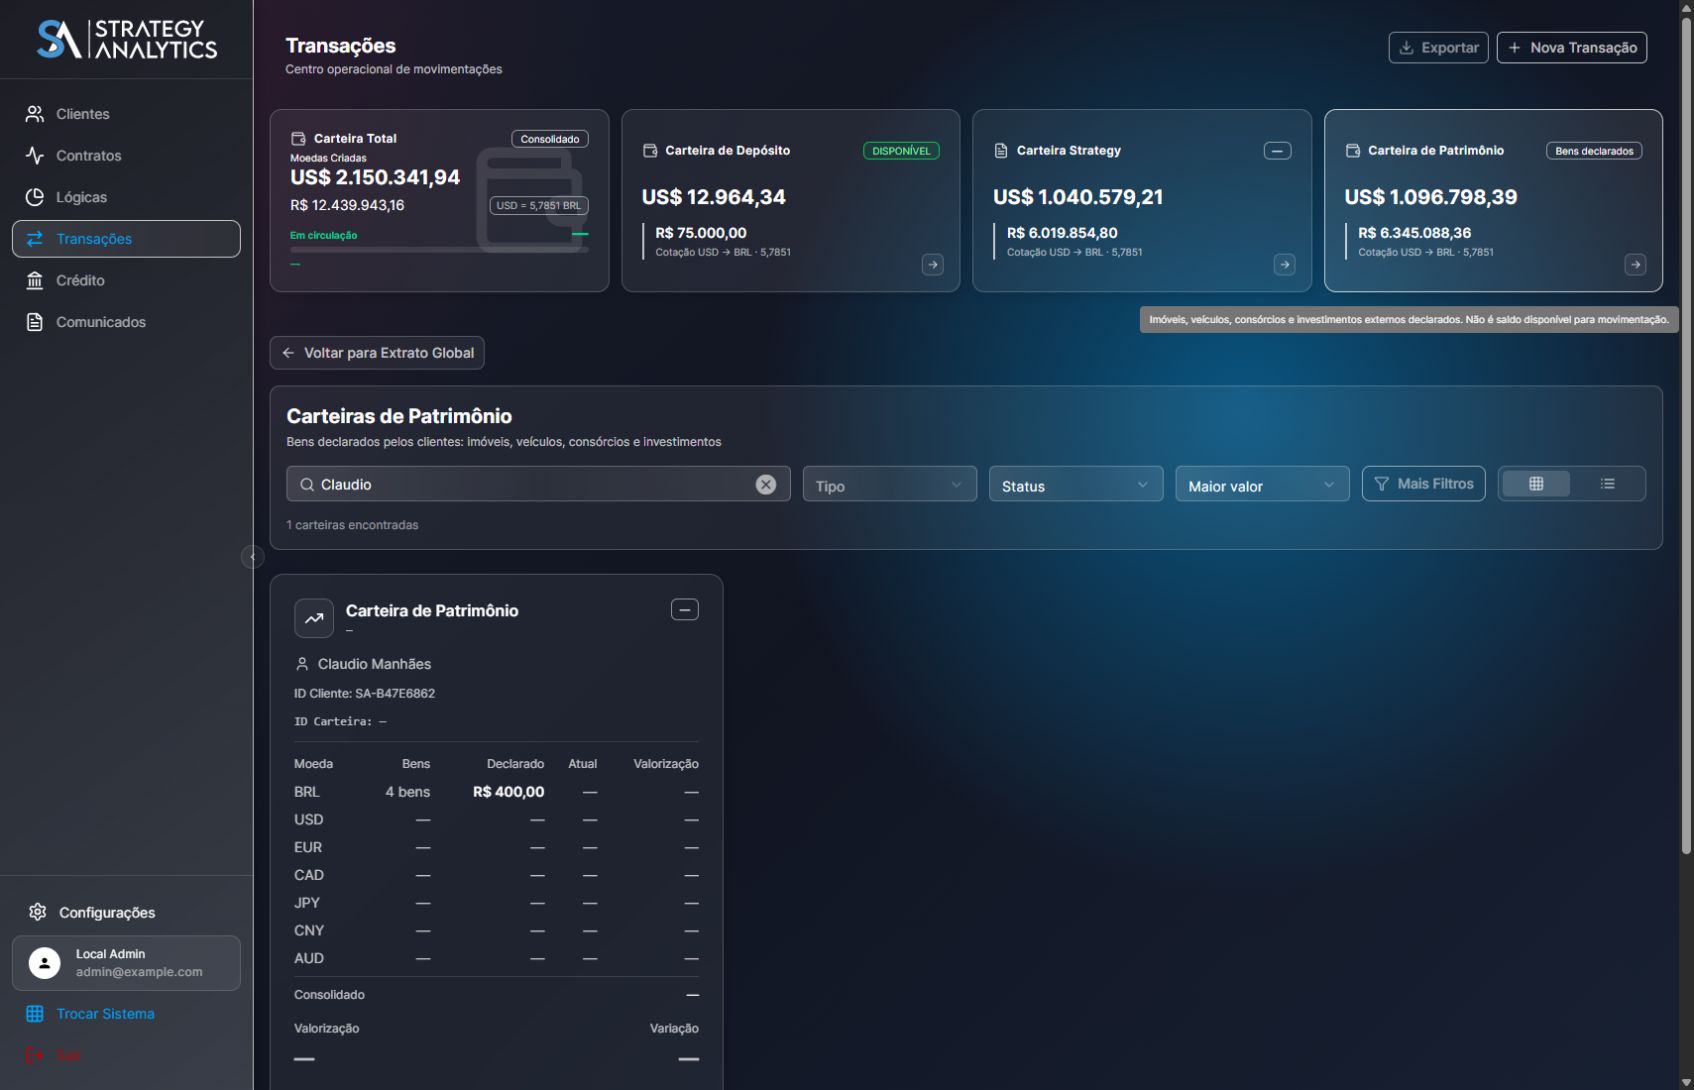 STRATEGY
ANALYTICS
Clientes
Contratos
Lógicas
Transações
Crédito
Comunicados
Configurações
Local Admin
admin@example.com
Trocar Sistema
Sair
Transações
Centro operacional de movimentações
Exportar
+ Nova Transação
Carteira Total
Consolidado
Moedas Criadas
US$ 2.150.341,94
R$ 12.439.943,16
USD = 5,7851 BRL
Em circulação
—
—
Carteira de Depósito
DISPONÍVEL
US$ 12.964,34
R$ 75.000,00
Cotação USD → BRL · 5,7851
Carteira Strategy
—
US$ 1.040.579,21
R$ 6.019.854,80
Cotação USD → BRL · 5,7851
Carteira de Patrimônio
Bens declarados
US$ 1.096.798,39
R$ 6.345.088,36
Cotação USD → BRL · 5,7851
Imóveis, veículos, consórcios e investimentos externos declarados. Não é saldo disponível para movimentação.
← Voltar para Extrato Global
Carteiras de Patrimônio
Bens declarados pelos clientes: imóveis, veículos, consórcios e investimentos
Claudio
Tipo
Status
Maior valor
Mais Filtros
1 carteiras encontradas
Carteira de Patrimônio
—
–
Claudio Manhães
ID Cliente: SA-B47E6862
ID Carteira: —
Moeda Bens Declarado Atual Valorização
BRL 4 bens R$ 400,00 — —
USD — — — —
EUR — — — —
CAD — — — —
JPY — — — —
CNY — — — —
AUD — — — —
Consolidado —
Valorização Variação
— —